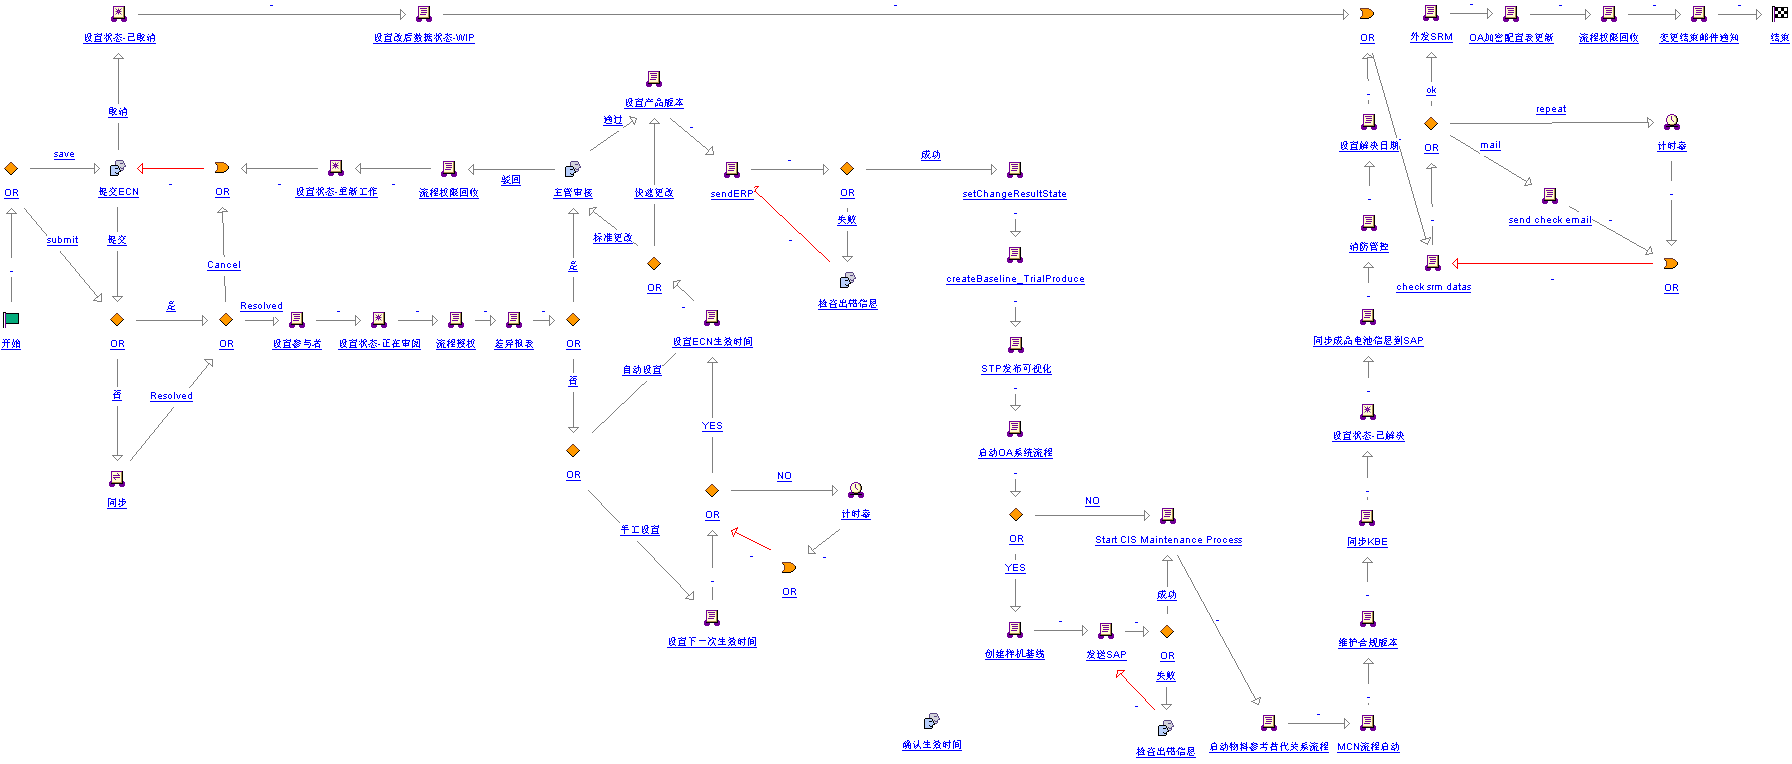 设置状态-已取消
设置改后数据状态-WIP
OR
外发SRM
OA加密配置表更新
流程权限回收
变更结束邮件通知
结束
设置产品版本
取消
通过
ok
repeat
save
OR
提交ECN
OR
设置状态-重新工作
流程权限回收
驳回
主管审核
快速更改
sendERP
OR
成功
setChangeResultState
设置解决日期
OR
mail
计时器
submit
提交
标准更改
失败
send check email
消防管控
Cancel
是
OR
createBaseline_TrialProduce
check srm datas
OR
检查出错信息
是
Resolved
开始
OR
OR
设置参与者
设置状态-正在审阅
流程授权
差异报表
OR
设置ECN生效时间
同步成品电池信息到SAP
STP发布可视化
自动设置
否
否
Resolved
YES
设置状态-已解决
启动OA系统流程
OR
同步
NO
NO
OR
计时器
手工设置
OR
Start CIS Maintenance Process
同步KBE
YES
OR
成功
设置下一次生效时间
创建样机基线
发送SAP
OR
维护合规版本
失败
确认生效时间
检查出错信息
启动物料参考替代关系流程
MCN流程启动